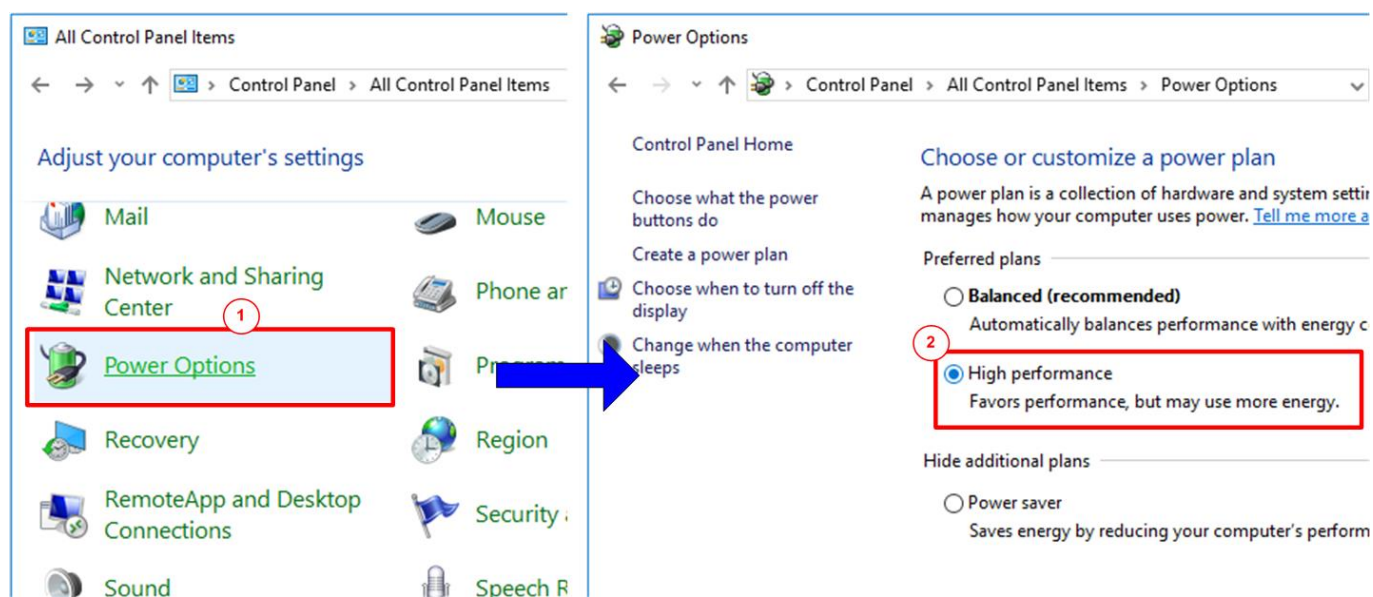 All Control Panel Items
Control Panel > All Control Panel Items
Adjust your computer's settings
Mail
Mouse
Network and Sharing
Center
Phone
1
Power Options
Recovery
Region
RemoteApp and Desktop
Connections
Security
Sound
Speech
Power Options
Control Panel > All Control Panel Items > Power Options
Control Panel Home
Choose what the power
buttons do
Create a power plan
Choose when to turn off the
display
Change when the computer
sleeps
Choose or customize a power plan
A power plan is a collection of hardware and system
manages how your computer uses power. Tell me more
Preferred plans
Balanced (recommended)
Automatically balances performance with energy
2
High performance
Favors performance, but may use more energy.
Hide additional plans
Power saver
Saves energy by reducing your computer's